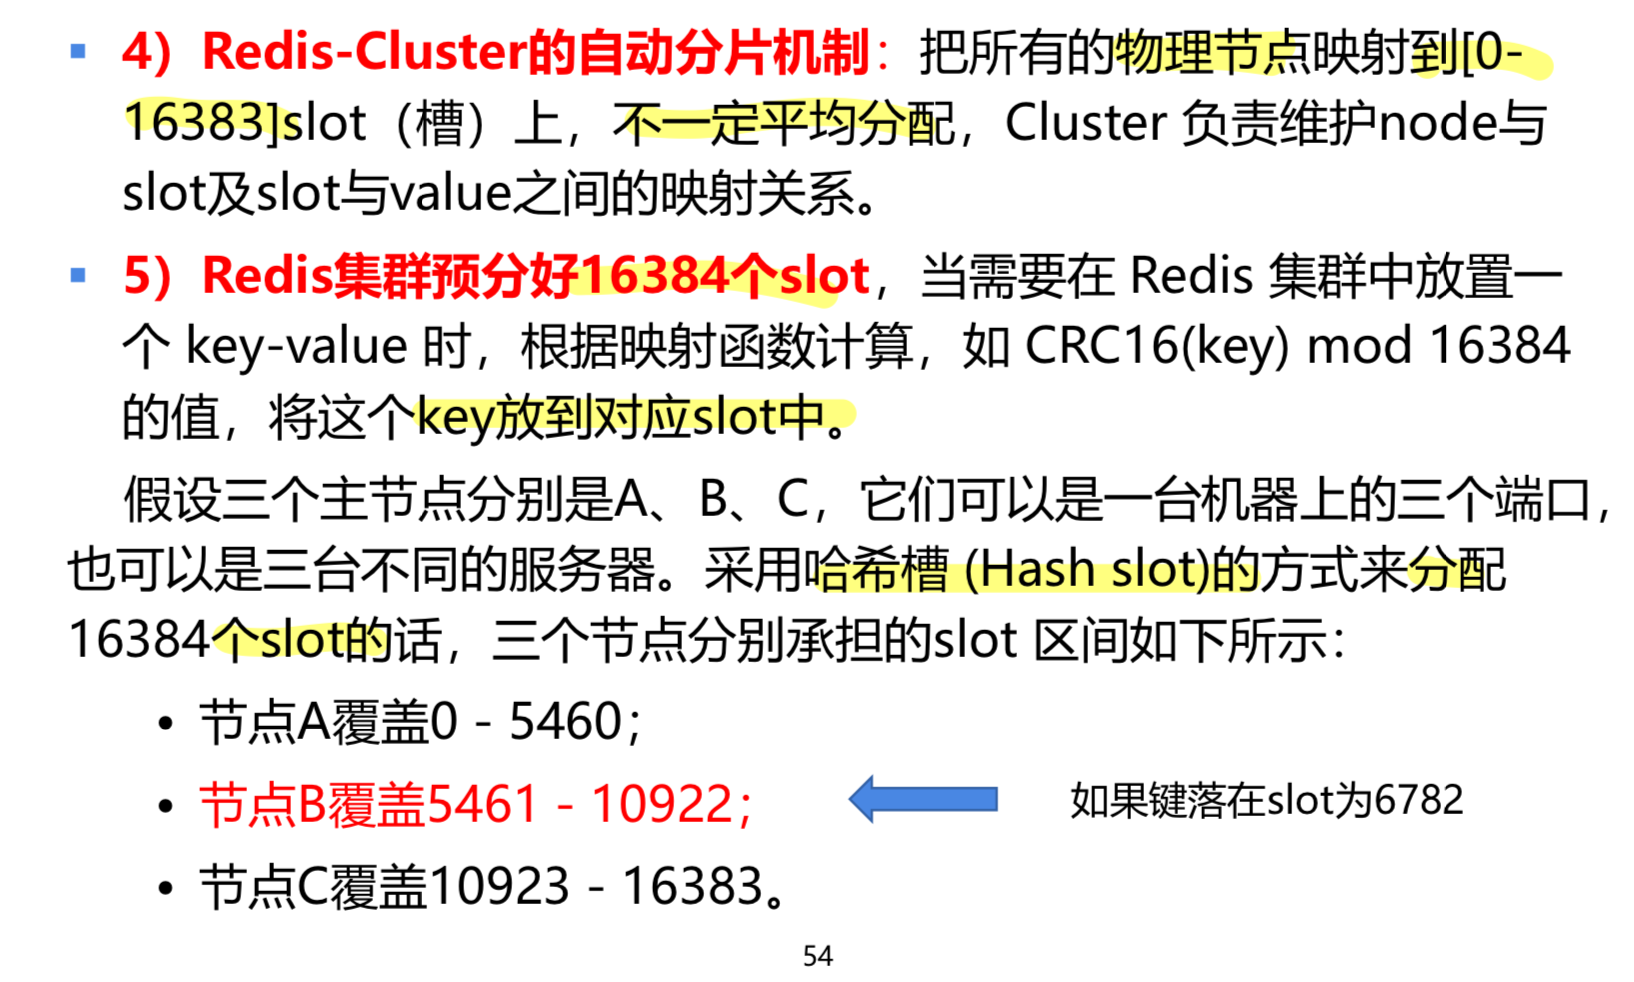 ▪ 4）Redis-Cluster的自动分片机制：把所有的物理节点映射到[0-
16383]slot（槽）上，不一定平均分配，Cluster 负责维护node与
slot及slot与value之间的映射关系。
▪ 5）Redis集群预分好16384个slot，当需要在 Redis 集群中放置一
个 key-value 时，根据映射函数计算，如 CRC16(key) mod 16384
的值，将这个key放到对应slot中。
假设三个主节点分别是A、B、C，它们可以是一台机器上的三个端口，
也可以是三台不同的服务器。采用哈希槽 (Hash slot)的方式来分配
16384个slot的话，三个节点分别承担的slot 区间如下所示：
• 节点A覆盖0 - 5460；
• 节点B覆盖5461 - 10922；
如果键落在slot为6782
• 节点C覆盖10923 - 16383。
54